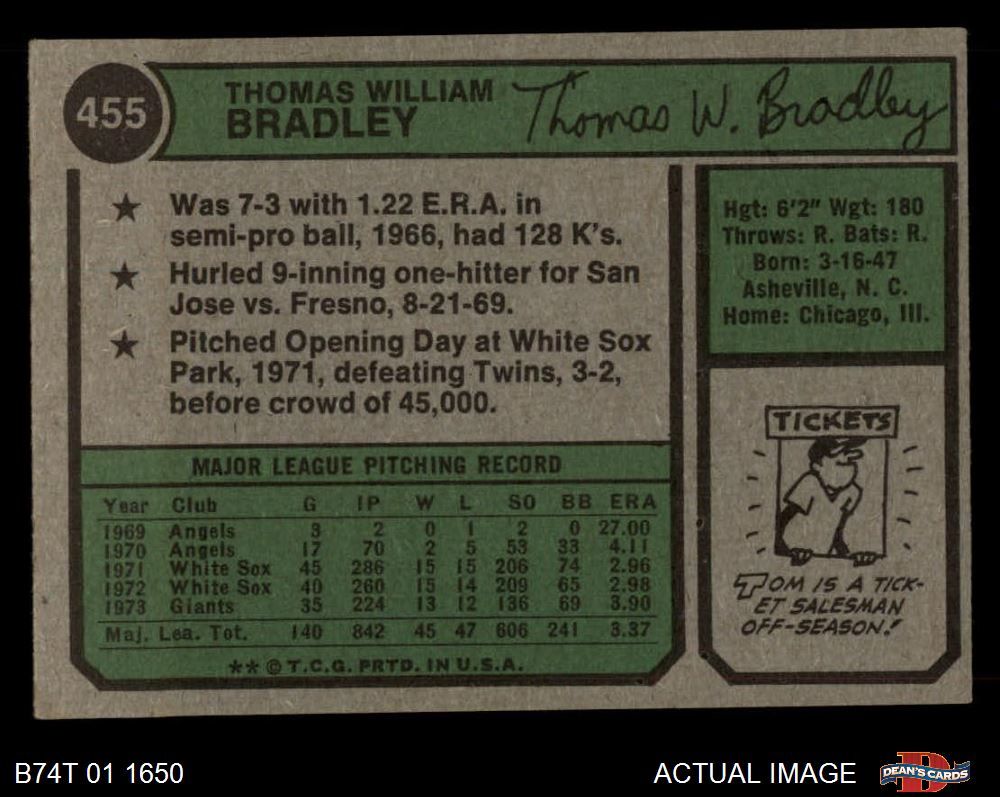 455
THOMAS WILLIAM
BRADLEY
Thomas W. Bradley
★ Was 7-3 with 1.22 E.R.A. in
semi-pro ball, 1966, had 128 K's.
★ Hurled 9-inning one-hitter for San
Jose vs. Fresno, 8-21-69.
★ Pitched Opening Day at White Sox
Park, 1971, defeating Twins, 3-2,
before crowd of 45,000.
Hgt: 6'2" Wgt: 180
Throws: R. Bats: R.
Born: 3-16-47
Asheville, N. C.
Home: Chicago, Ill.
MAJOR LEAGUE PITCHING RECORD
Year Club G IP W L SO BB ERA
1969 Angels 3 2 0 1 2 0 27.00
1970 Angels 17 70 2 5 53 33 4.11
1971 White Sox 45 286 15 15 206 74 2.96
1972 White Sox 40 260 15 14 209 65 2.98
1973 Giants 35 224 13 12 136 69 3.90
Maj. Lea. Tot. 140 842 45 47 606 241 3.37
** © T.C.G. PRTD. IN U.S.A.
TICKETS
TOM IS A TICK-
ET SALESMAN
OFF-SEASON!
B74T 01 1650
ACTUAL IMAGE
DEAN'S CARDS